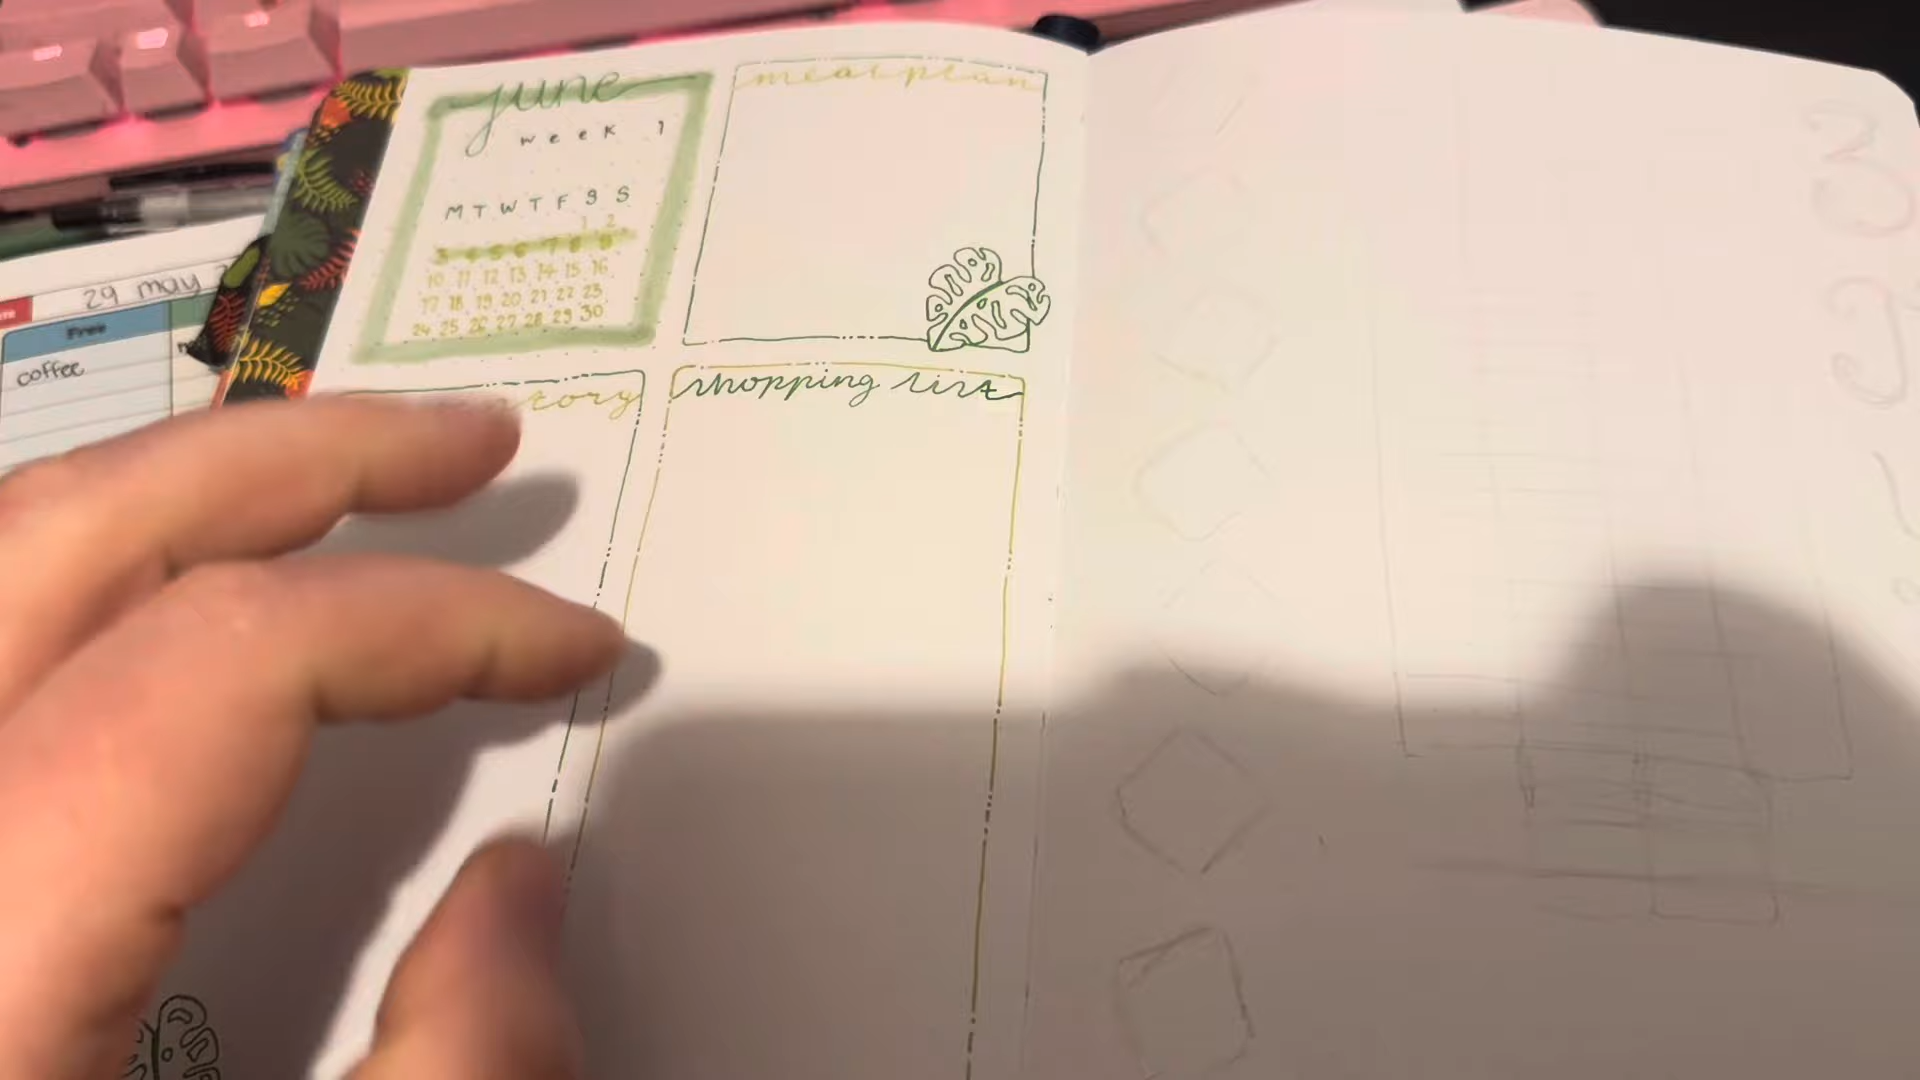 june
week 1
M T W T F S S
1 2
3 4 5 6 7 8 9
10 11 12 13 14 15 16
17 18 19 20 21 22 23
24 25 26 27 28 29 30
meal plan
tory
shopping list
29 may
Free
coffee